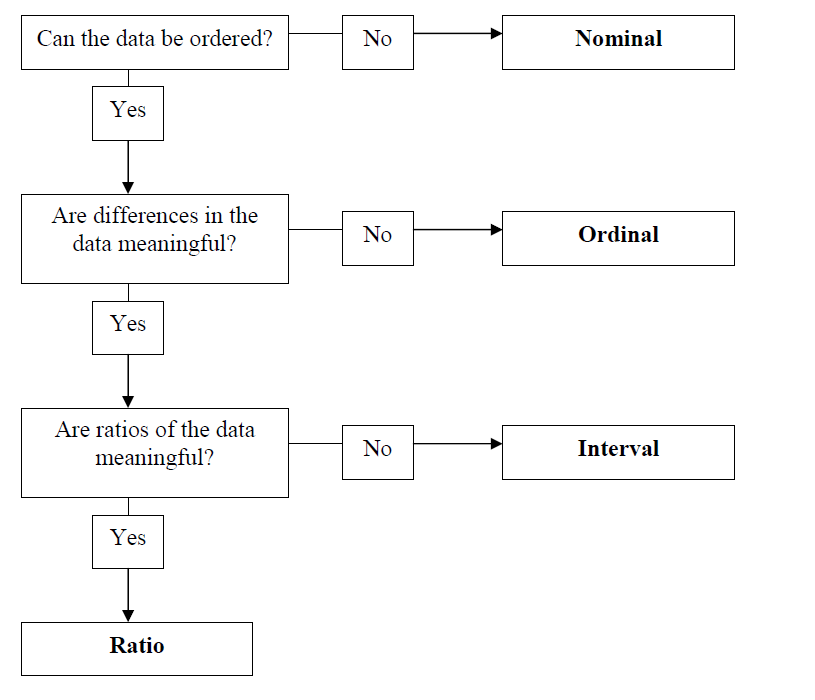 Can the data be ordered?
No
Nominal
Yes
Are differences in the
data meaningful?
No
Ordinal
Yes
Are ratios of the data
meaningful?
No
Interval
Yes
Ratio